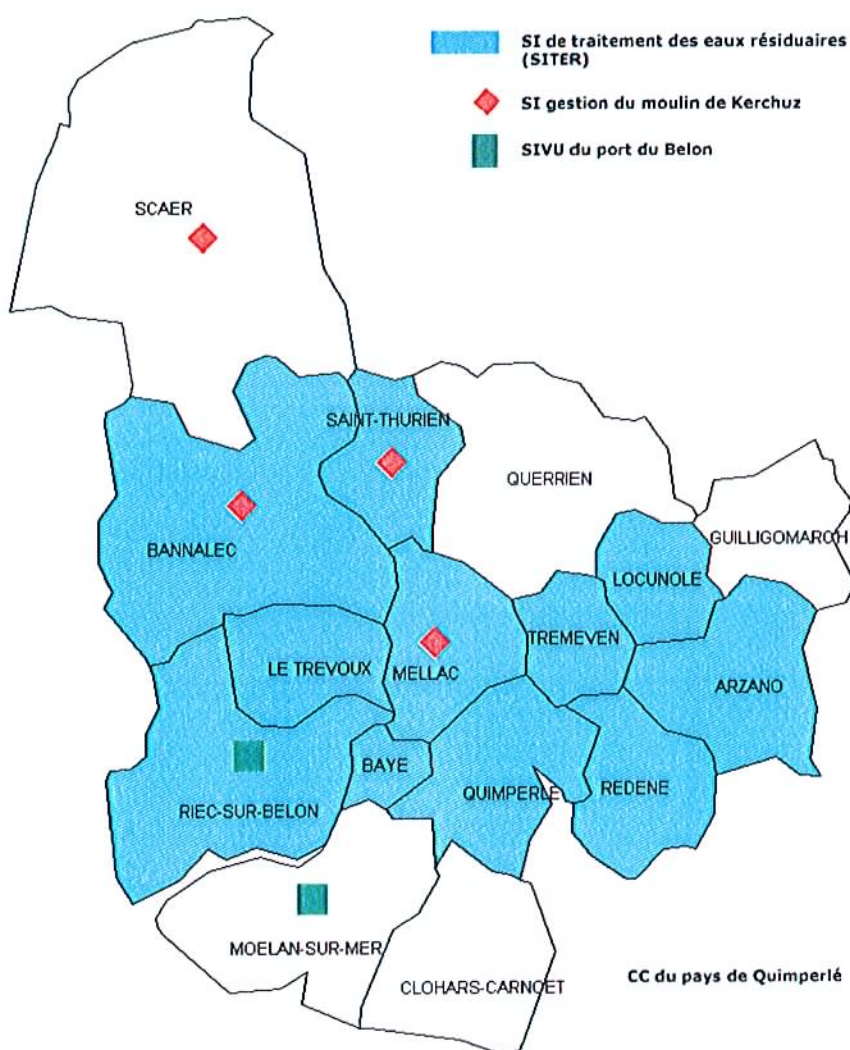 SI de traitement des eaux résiduaires
(SITER)
SI gestion du moulin de Kerchuz
SIVU du port du Belon
SCAER
SAINT-THURIEN
QUERRIEN
GUILLIGOMARCH
BANNALEC
LOCUNOLE
TREMEVEN
LE TREVOUX
MELLAC
ARZANO
BAYE
QUIMPERLE
REDENE
RIEC-SUR-BELON
MOELAN-SUR-MER
CLOHARS-CARNOET
CC du pays de Quimperlé